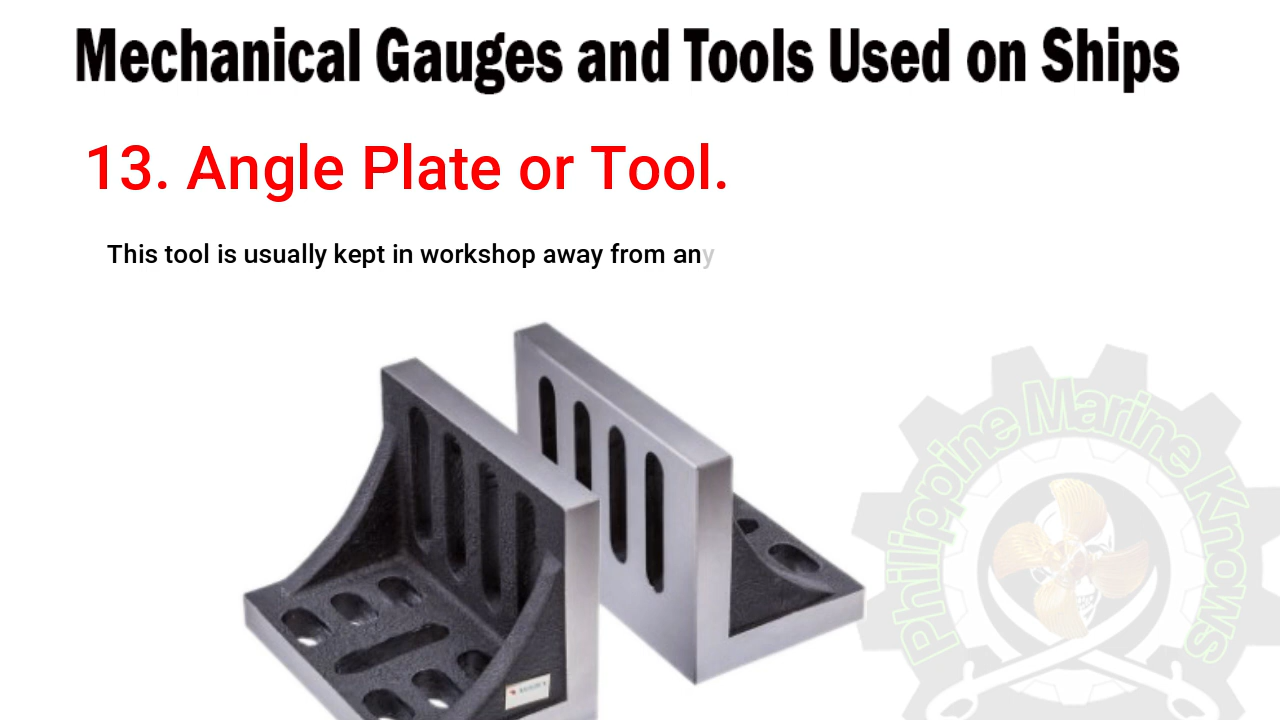 Mechanical Gauges and Tools Used on Ships
13. Angle Plate or Tool.
This tool is usually kept in workshop away from any
Philippine Marine Knows